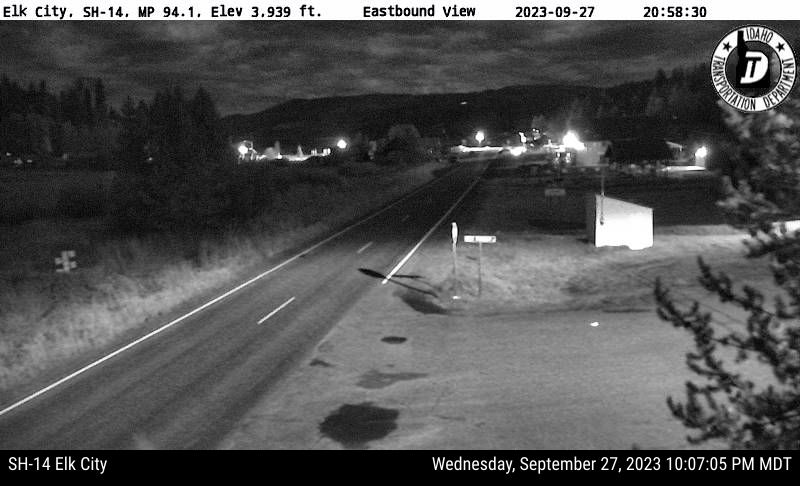 Elk City, SH-14, MP 94.1, Elev 3,939 ft. Eastbound View 2023-09-27 20:58:30
IDAHO
TRANSPORTATION DEPARTMENT
SH-14 Elk City Wednesday, September 27, 2023 10:07:05 PM MDT